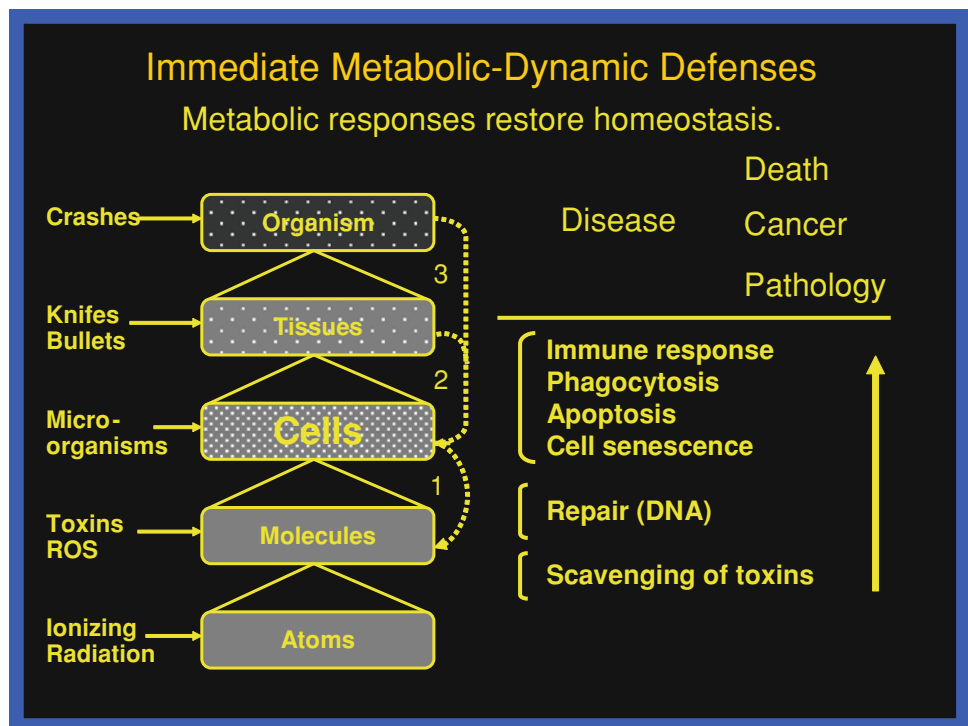 Immediate Metabolic-Dynamic Defenses
Metabolic responses restore homeostasis.
Death
Disease
Cancer
Pathology
Crashes
Organism
3
Knifes
Bullets
Tissues
2
Micro-
organisms
Cells
1
Toxins
ROS
Molecules
Ionizing
Radiation
Atoms
Immune response
Phagocytosis
Apoptosis
Cell senescence
Repair (DNA)
Scavenging of toxins